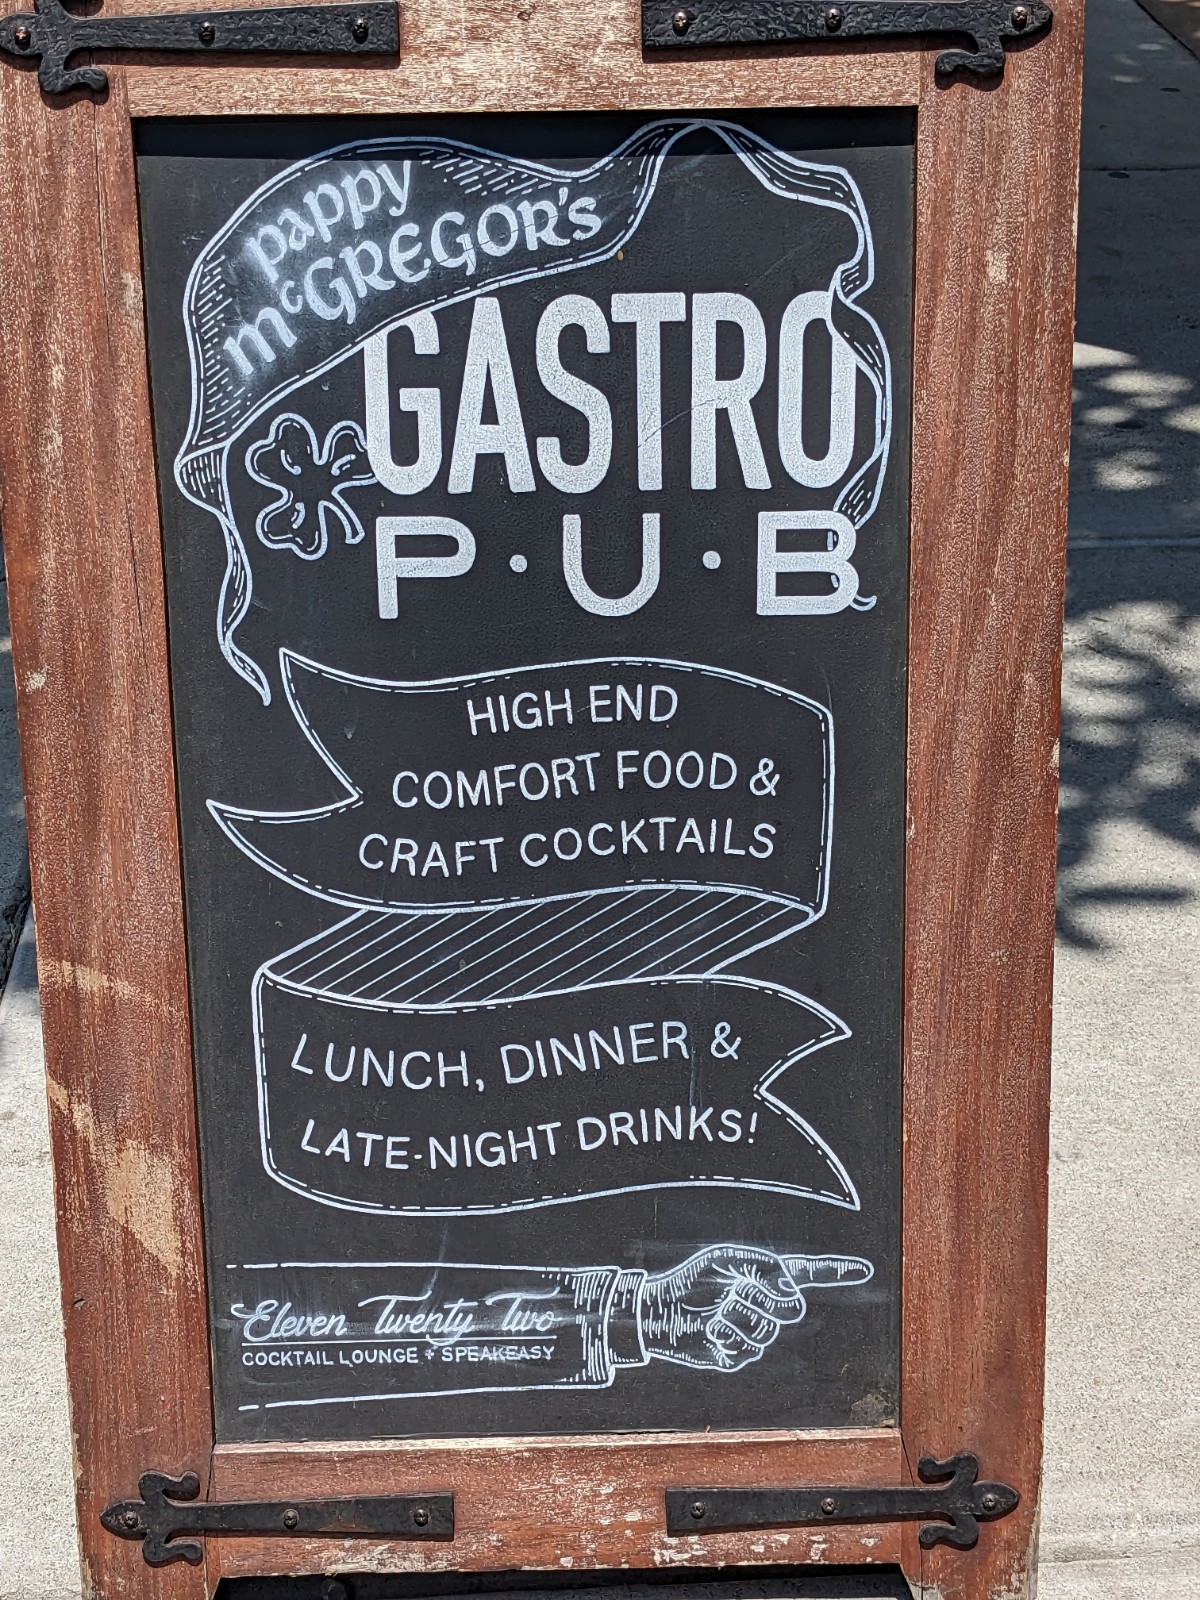 pappy
McGREGOR'S
GASTRO
P·U·B
HIGH END
COMFORT FOOD &
CRAFT COCKTAILS
LUNCH, DINNER &
LATE-NIGHT DRINKS!
Eleven Twenty Two
COCKTAIL LOUNGE + SPEAKEASY